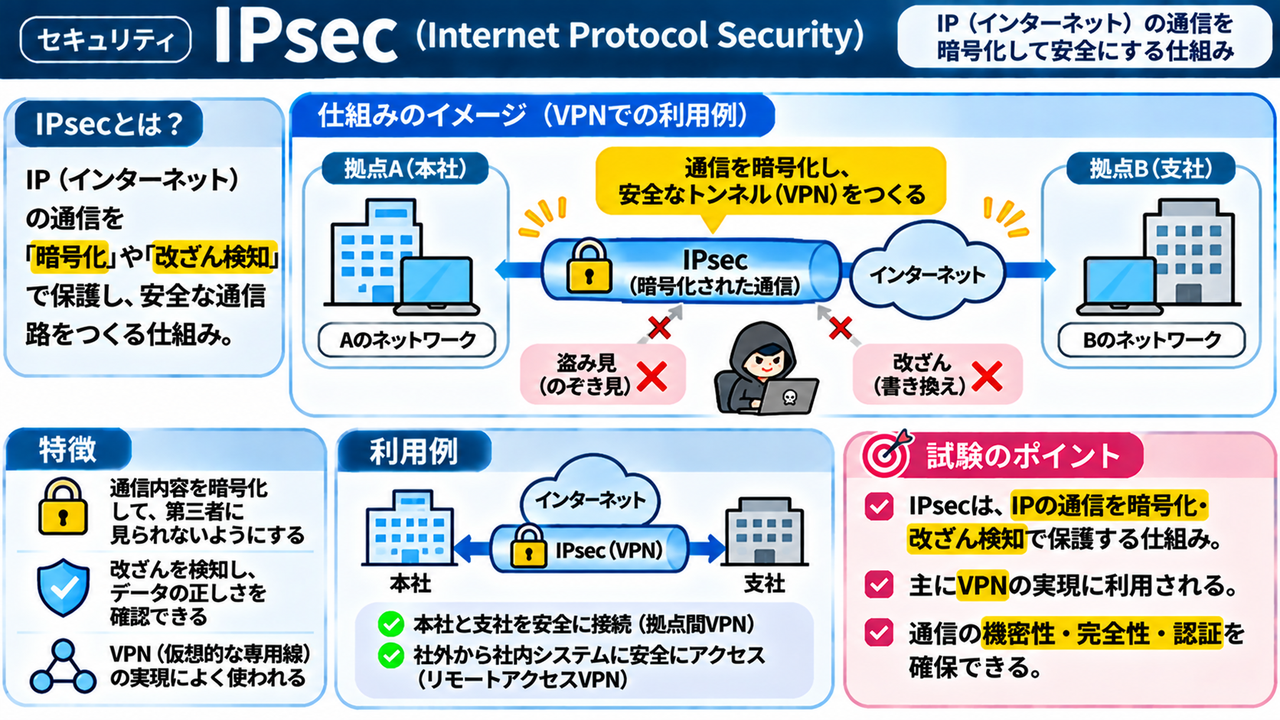 セキュリティ
IPsec (Internet Protocol Security)
IP(インターネット)の通信を
暗号化して安全にする仕組み
IPsecとは?
IP(インターネット)
の通信を
「暗号化」や「改ざん検知」
で保護し、安全な通信
路をつくる仕組み。
仕組みのイメージ(VPNでの利用例)
拠点A(本社)
Aのネットワーク
通信を暗号化し、
安全なトンネル(VPN)をつくる
IPsec
(暗号化された通信)
インターネット
拠点B(支社)
Bのネットワーク
盗み見
(のぞき見)
改ざん
(書き換え)
特徴
通信内容を暗号化
して、第三者に
見られないようにする
改ざんを検知し、
データの正しさを
確認できる
VPN(仮想的な専用線)
の実現によく使われる
利用例
インターネット
IPsec(VPN)
本社
支社
本社と支社を安全に接続(拠点間VPN)
社外から社内システムに安全にアクセス
(リモートアクセスVPN)
試験のポイント
IPsecは、IPの通信を暗号化・
改ざん検知で保護する仕組み。
主にVPNの実現に利用される。
通信の機密性・完全性・認証を
確保できる。